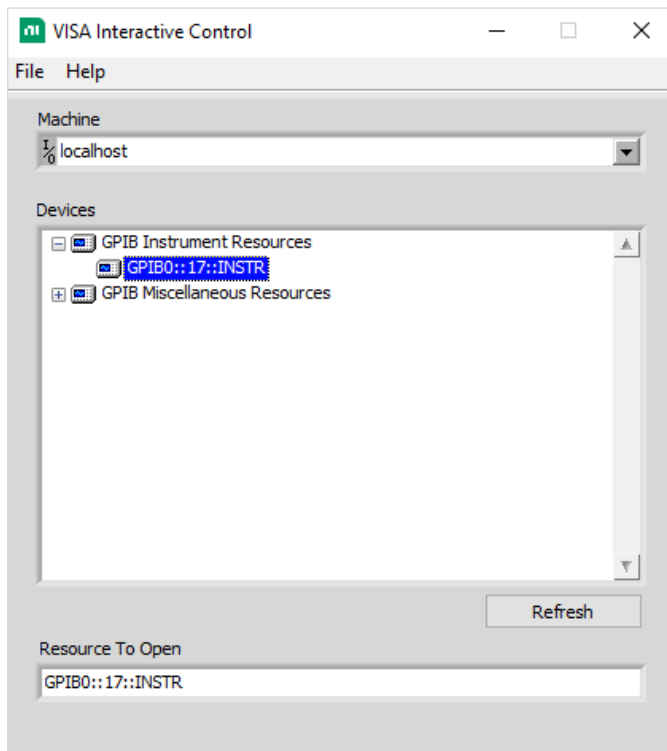 VISA Interactive Control
File Help
Machine
localhost
Devices
GPIB Instrument Resources
GPIB0::17::INSTR
GPIB Miscellaneous Resources
Refresh
Resource To Open
GPIB0::17::INSTR